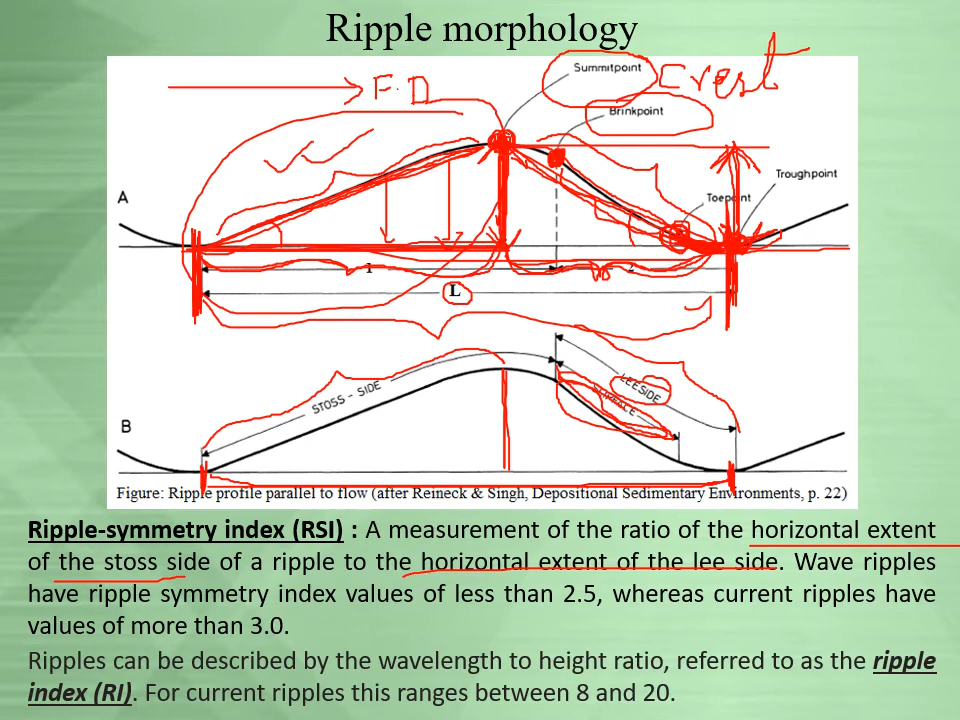 Ripple morphology
Summitpoint
Crest
F.D
Brinkpoint
Troughpoint
A
Toepoint
1
2
L
STOSS - SIDE
LEESIDE
SURFACE
B
Figure: Ripple profile parallel to flow (after Reineck & Singh, Depositional Sedimentary Environments, p. 22)
Ripple-symmetry index (RSI) : A measurement of the ratio of the horizontal extent
of the stoss side of a ripple to the horizontal extent of the lee side. Wave ripples
have ripple symmetry index values of less than 2.5, whereas current ripples have
values of more than 3.0.
Ripples can be described by the wavelength to height ratio, referred to as the ripple
index (RI). For current ripples this ranges between 8 and 20.